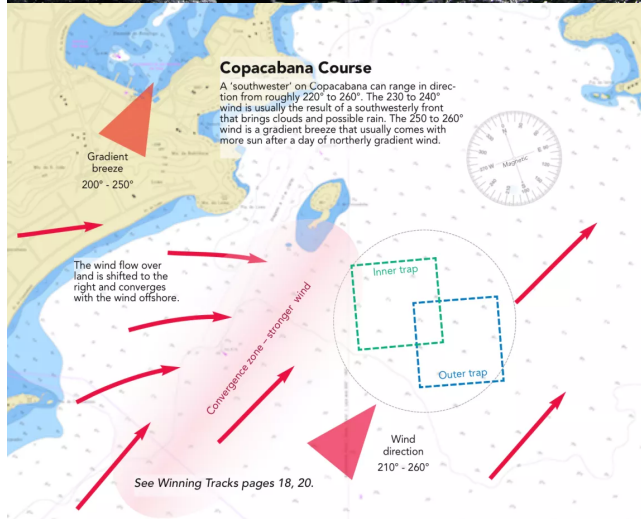 Copacabana Course
A 'southwester' on Copacabana can range in direc-
tion from roughly 220° to 260°. The 230 to 240°
wind is usually the result of a southwesterly front
that brings clouds and possible rain. The 250 to 260°
wind is a gradient breeze that usually comes with
more sun after a day of northerly gradient wind.
Gradient
breeze
200° - 250°
Magnetic
The wind flow over
land is shifted to the
right and converges
with the wind offshore.
Convergence zone – stronger wind
Inner trap
Outer trap
Wind
direction
210° - 260°
See Winning Tracks pages 18, 20.